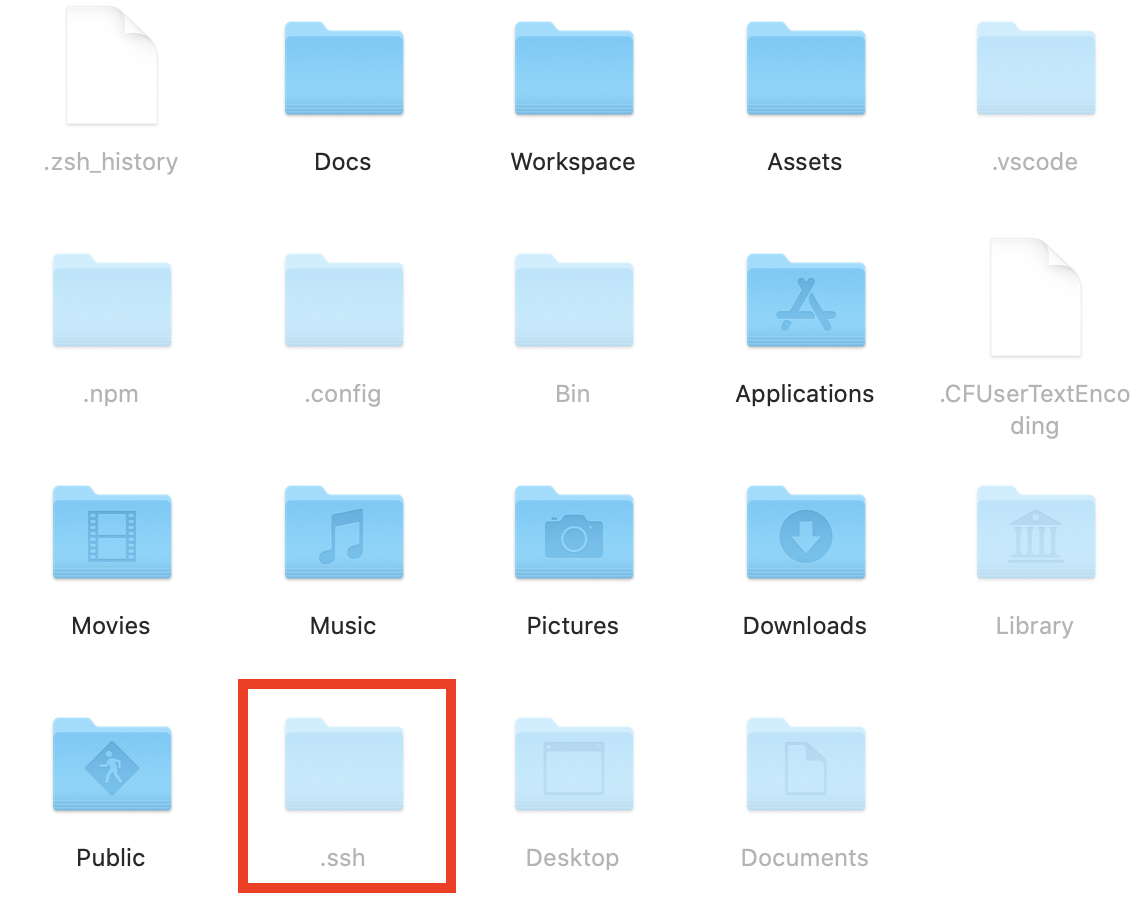 .zsh_history
Docs
Workspace
Assets
.vscode
.npm
.config
Bin
Applications
.CFUserTextEnco
ding
Movies
Music
Pictures
Downloads
Library
Public
.ssh
Desktop
Documents